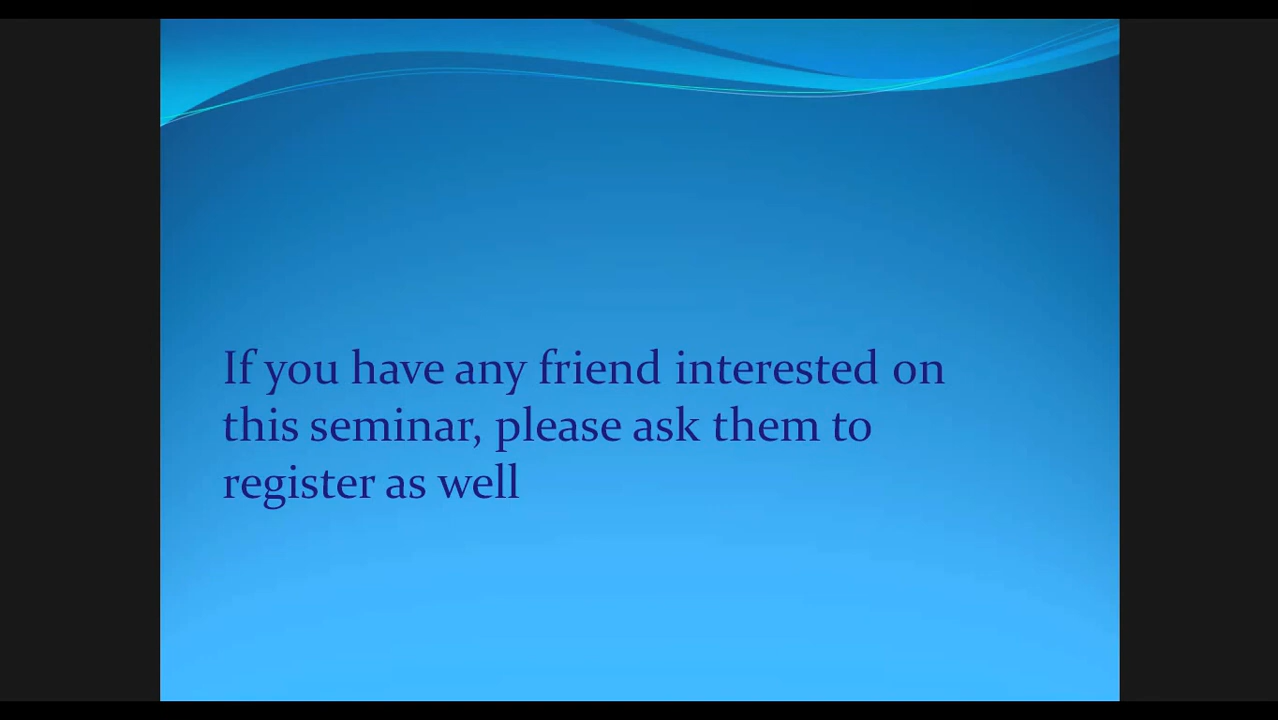 If you have any friend interested on
this seminar, please ask them to
register as well